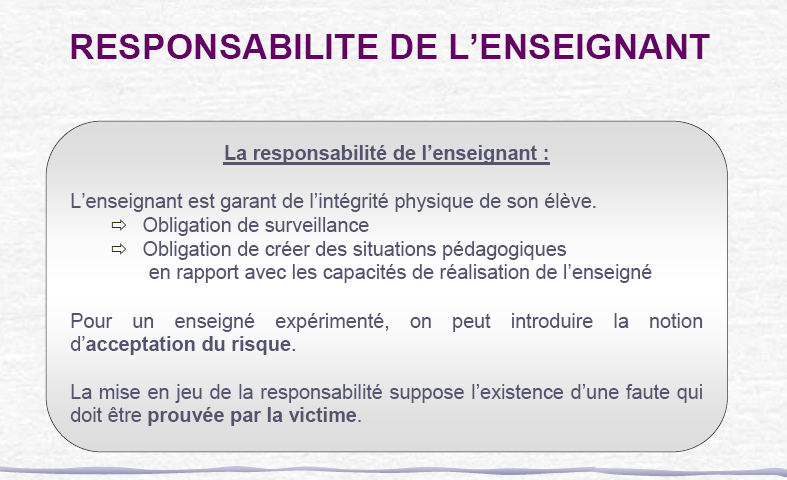 RESPONSABILITE DE L’ENSEIGNANT
La responsabilité de l’enseignant :
L’enseignant est garant de l’intégrité physique de son élève.
⇨ Obligation de surveillance
⇨ Obligation de créer des situations pédagogiques
en rapport avec les capacités de réalisation de l’enseigné
Pour un enseigné expérimenté, on peut introduire la notion
d’acceptation du risque.
La mise en jeu de la responsabilité suppose l’existence d’une faute qui
doit être prouvée par la victime.